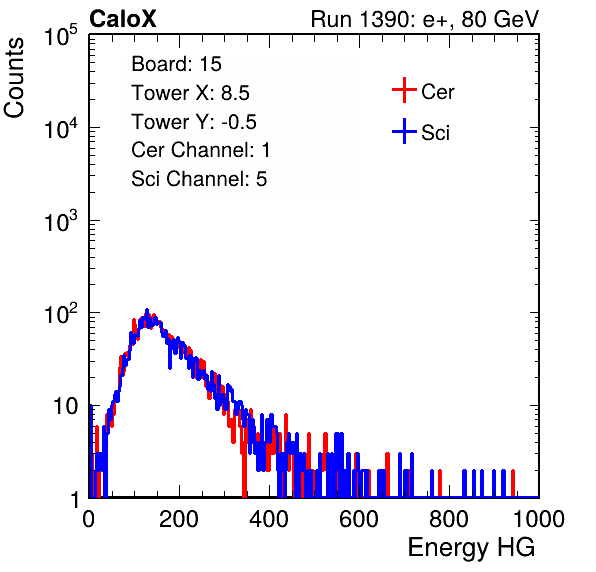 CaloX Run 1390: e+, 80 GeV
Board: 15
Tower X: 8.5
Tower Y: -0.5
Cer Channel: 1
Sci Channel: 5
Cer
Sci
Counts
10^5
10^4
10^3
10^2
10
1
0 200 400 600 800 1000
Energy HG